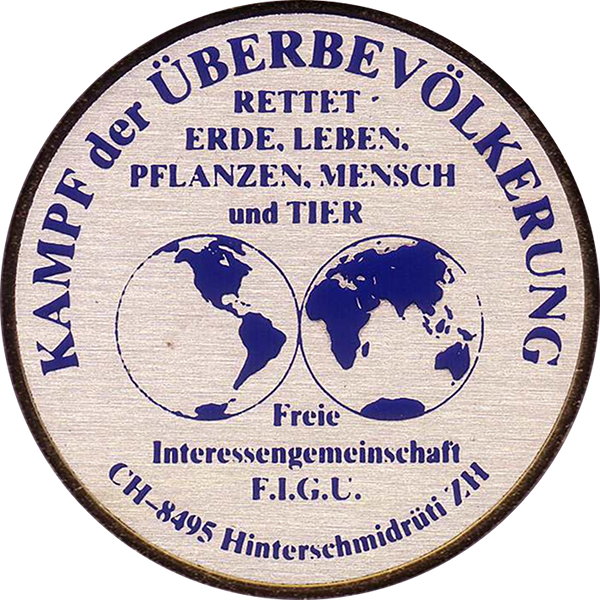 KAMPF der ÜBERBEVÖLKERUNG
RETTET
ERDE, LEBEN,
PFLANZEN, MENSCH
und TIER
Freie
Interessengemeinschaft
F.I.G.U.
CH-8495 Hinterschmidrüti ZH